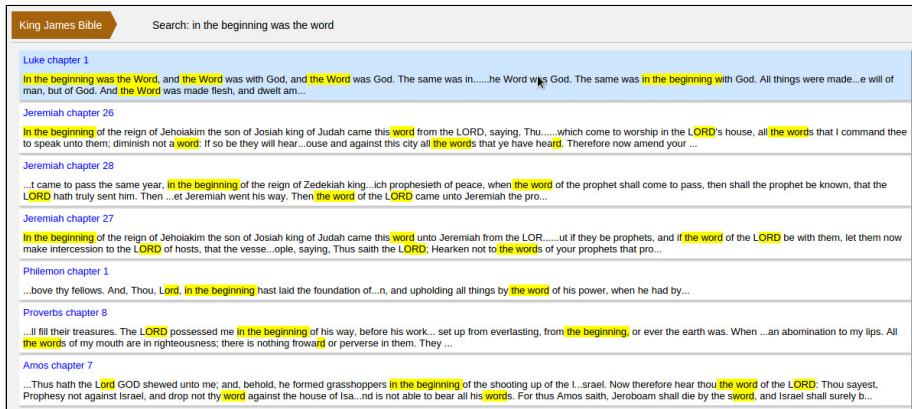 King James Bible
Search: in the beginning was the word
Luke chapter 1
In the beginning was the Word, and the Word was with God, and the Word was God. The same was in......he Word was God. The same was in the beginning with God. All things were made...e will of
man, but of God. And the Word was made flesh, and dwelt am...
Jeremiah chapter 26
In the beginning of the reign of Jehoiakim the son of Josiah king of Judah came this word from the LORD, saying, Thu......which come to worship in the LORD's house, all the words that I command thee
to speak unto them; diminish not a word: If so be they will hear...ouse and against this city all the words that ye have heard. Therefore now amend your ...
Jeremiah chapter 28
...t came to pass the same year, in the beginning of the reign of Zedekiah king...ich prophesieth of peace, when the word of the prophet shall come to pass, then shall the prophet be known, that the
LORD hath truly sent him. Then ...et Jeremiah went his way. Then the word of the LORD came unto Jeremiah the pro...
Jeremiah chapter 27
In the beginning of the reign of Jehoiakim the son of Josiah king of Judah came this word unto Jeremiah from the LOR......ut if they be prophets, and if the word of the LORD be with them, let them now
make intercession to the LORD of hosts, that the vesse...ople, saying, Thus saith the LORD; Hearken not to the words of your prophets that pro...
Philemon chapter 1
...bove thy fellows. And, Thou, Lord, in the beginning hast laid the foundation of...n, and upholding all things by the word of his power, when he had by...
Proverbs chapter 8
...ll fill their treasures. The LORD possessed me in the beginning of his way, before his work... set up from everlasting, from the beginning, or ever the earth was. When ...an abomination to my lips. All
the words of my mouth are in righteousness; there is nothing froward or perverse in them. They ...
Amos chapter 7
...Thus hath the Lord GOD shewed unto me; and, behold, he formed grasshoppers in the beginning of the shooting up of the l...srael. Now therefore hear thou the word of the LORD: Thou sayest,
Prophesy not against Israel, and drop not thy word against the house of Isa...nd is not able to bear all his words. For thus Amos saith, Jeroboam shall die by the sword, and Israel shall surely b...